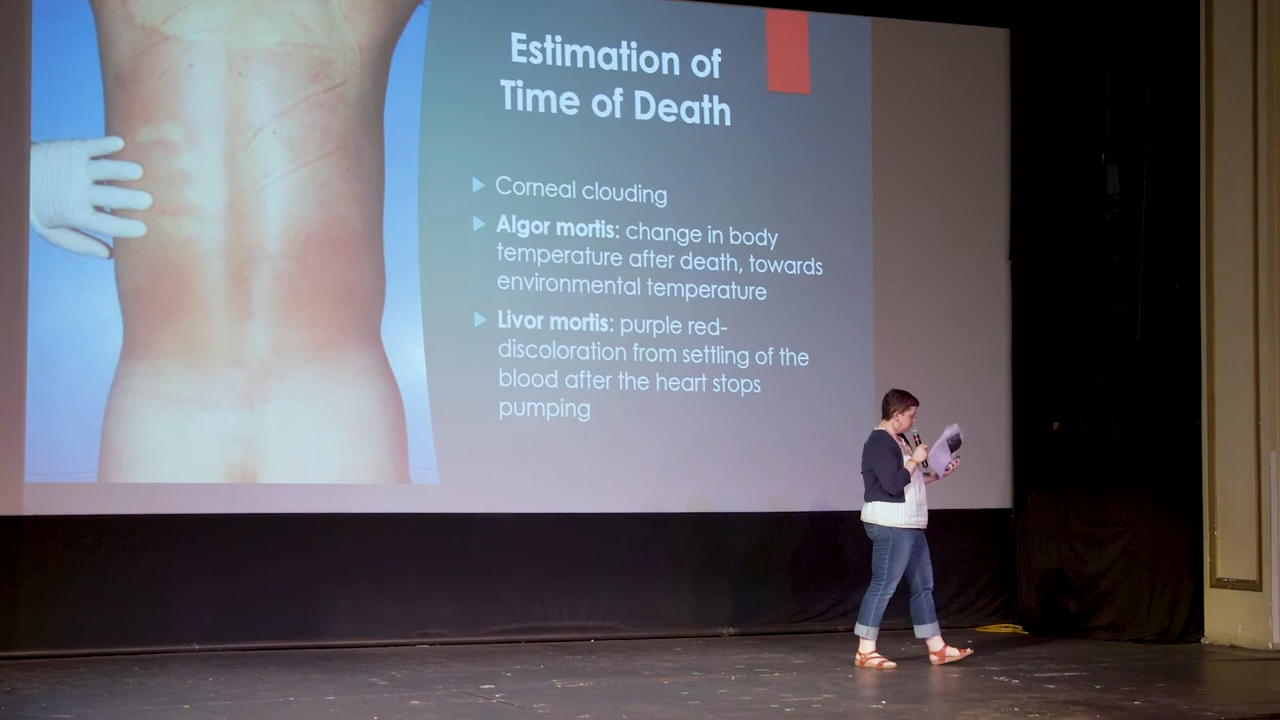 Estimation of
Time of Death
Corneal clouding
Algor mortis: change in body
temperature after death, towards
environmental temperature
Livor mortis: purple red-
discoloration from settling of the
blood after the heart stops
pumping